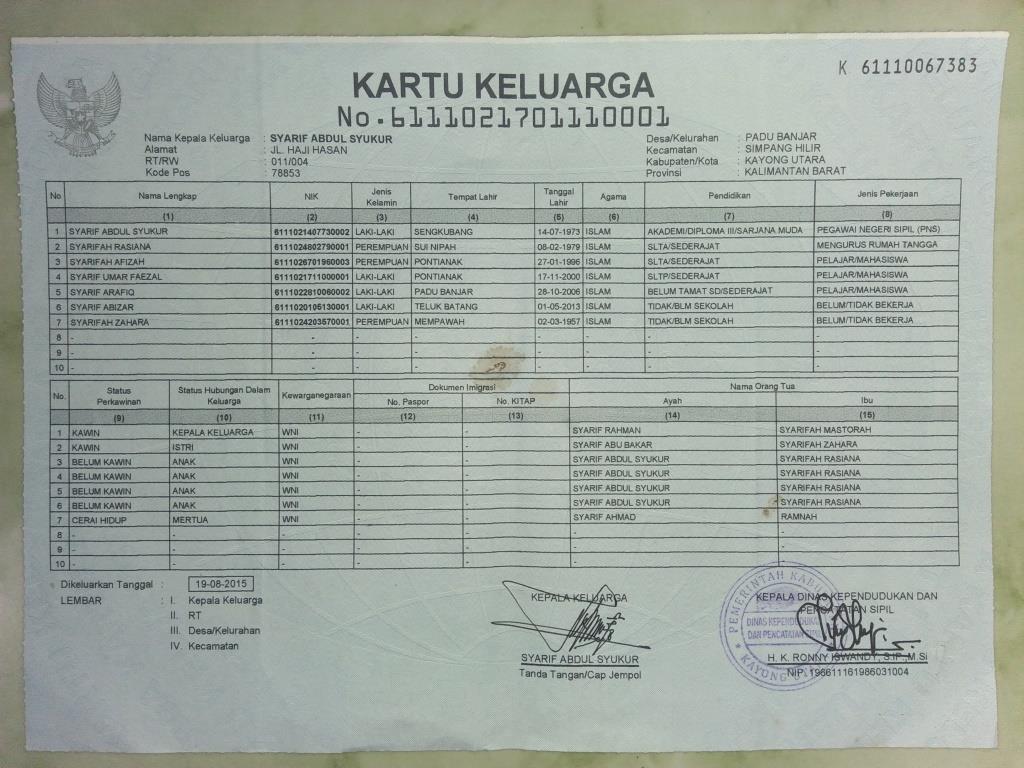 K 61110067383
KARTU KELUARGA
No.6111021701110001
Nama Kepala Keluarga : SYARIF ABDUL SYUKUR
Alamat : JL. HAJI HASAN
RT/RW : 011/004
Kode Pos : 78853
Desa/Kelurahan : PADU BANJAR
Kecamatan : SIMPANG HILIR
Kabupaten/Kota : KAYONG UTARA
Provinsi : KALIMANTAN BARAT
No Nama Lengkap NIK Jenis Kelamin Tempat Lahir Tanggal Lahir Agama Pendidikan Jenis Pekerjaan
(1) (2) (3) (4) (5) (6) (7) (8)
1 SYARIF ABDUL SYUKUR 6111021407730002 LAKI-LAKI SENGKUBANG 14-07-1973 ISLAM AKADEMI/DIPLOMA III/SARJANA MUDA PEGAWAI NEGERI SIPIL (PNS)
2 SYARIFAH RASIANA 6111024802790001 PEREMPUAN SUI NIPAH 08-02-1979 ISLAM SLTA/SEDERAJAT MENGURUS RUMAH TANGGA
3 SYARIFAH AFIZAH 6111026701960003 PEREMPUAN PONTIANAK 27-01-1996 ISLAM SLTA/SEDERAJAT PELAJAR/MAHASISWA
4 SYARIF UMAR FAEZAL 6111021711000001 LAKI-LAKI PONTIANAK 17-11-2000 ISLAM SLTP/SEDERAJAT PELAJAR/MAHASISWA
5 SYARIF ARAFIQ 6111022810060002 LAKI-LAKI PADU BANJAR 28-10-2006 ISLAM BELUM TAMAT SD/SEDERAJAT PELAJAR/MAHASISWA
6 SYARIF ABIZAR 6111020105130001 LAKI-LAKI TELUK BATANG 01-05-2013 ISLAM TIDAK/BLM SEKOLAH BELUM/TIDAK BEKERJA
7 SYARIFAH ZAHARA 6111024203570001 PEREMPUAN MEMPAWAH 02-03-1957 ISLAM TIDAK/BLM SEKOLAH BELUM/TIDAK BEKERJA
8 - - - - - - - -
9 - - - - - - - -
10 - - - - - - - -
No. Status Perkawinan Status Hubungan Dalam Keluarga Kewarganegaraan Dokumen Imigrasi Nama Orang Tua
No. Paspor No. KITAP Ayah Ibu
(9) (10) (11) (12) (13) (14) (15)
1 KAWIN KEPALA KELUARGA WNI - - SYARIF RAHMAN SYARIFAH MASTORAH
2 KAWIN ISTRI WNI - - SYARIF ABU BAKAR SYARIFAH ZAHARA
3 BELUM KAWIN ANAK WNI - - SYARIF ABDUL SYUKUR SYARIFAH RASIANA
4 BELUM KAWIN ANAK WNI - - SYARIF ABDUL SYUKUR SYARIFAH RASIANA
5 BELUM KAWIN ANAK WNI - - SYARIF ABDUL SYUKUR SYARIFAH RASIANA
6 BELUM KAWIN ANAK WNI - - SYARIF ABDUL SYUKUR SYARIFAH RASIANA
7 CERAI HIDUP MERTUA WNI - - SYARIF AHMAD RAMNAH
8 - - - - - - -
9 - - - - - - -
10 - - - - - - -
Dikeluarkan Tanggal : 19-08-2015
LEMBAR : I. Kepala Keluarga
II. RT
III. Desa/Kelurahan
IV. Kecamatan
KEPALA KELUARGA
SYARIF ABDUL SYUKUR
Tanda Tangan/Cap Jempol
KEPALA DINAS KEPENDUDUKAN DAN
PENCATATAN SIPIL
H. K. RONNY ISWANDY, S.IP.,M.Si
NIP. 196611161986031004
PEMERINTAH KABUPATEN
DINAS KEPENDUDUKAN
DAN PENCATATAN SIPIL
KAYONG UTARA